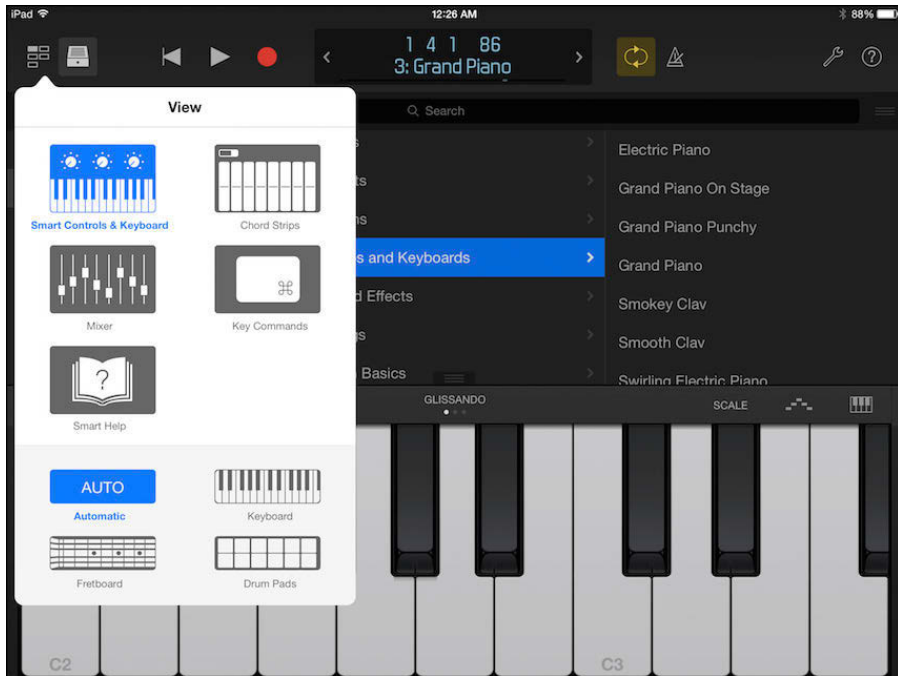 iPad 12:26 AM 88%
1 4 1 86
3: Grand Piano
View
Search
Smart Controls & Keyboard
Chord Strips
Mixer
Key Commands
Smart Help
AUTO
Automatic
Keyboard
Fretboard
Drum Pads
and Keyboards
Effects
Basics
Electric Piano
Grand Piano On Stage
Grand Piano Punchy
Grand Piano
Smokey Clav
Smooth Clav
Swirling Electric Piano
GLISSANDO
SCALE
C2
C3